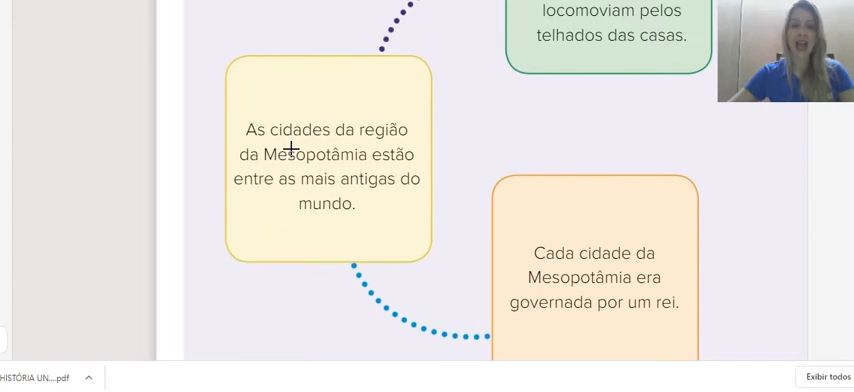 locomoviam pelos
telhados das casas.
As cidades da região
da Mesopotâmia estão
entre as mais antigas do
mundo.
Cada cidade da
Mesopotâmia era
governada por um rei.
HISTÓRIA UN....pdf
Exibir todos